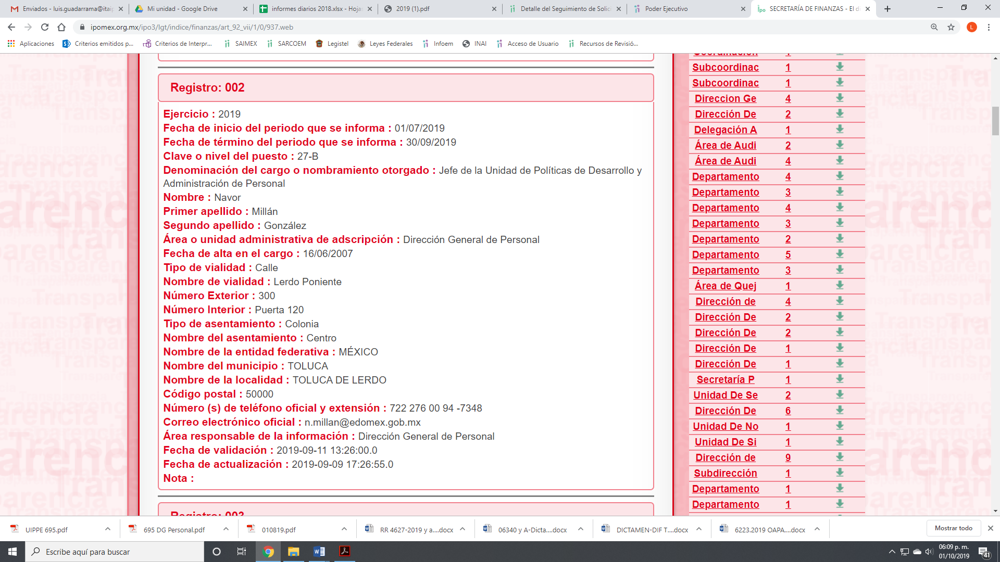 Enviados - luis.guadarrama@itaip
Mi unidad - Google Drive
informes diarios 2018.xlsx - Hojas
2019 (1).pdf
Detalle del Seguimiento de Solici
Poder Ejecutivo
SECRETARÍA DE FINANZAS - El di
ipomex.org.mx/ipo3/lgt/indice/finanzas/art_92_vii/1/0/937.web
L
Aplicaciones
Criterios emitidos p...
Criterios de Interpr...
SAIMEX
SARCOEM
Legistel
Leyes Federales
Infoem
INAI
Acceso de Usuario
Recursos de Revisió...
Registro: 002
Ejercicio : 2019
Fecha de inicio del periodo que se informa : 01/07/2019
Fecha de término del periodo que se informa : 30/09/2019
Clave o nivel del puesto : 27-B
Denominación del cargo o nombramiento otorgado : Jefe de la Unidad de Políticas de Desarrollo y
Administración de Personal
Nombre : Navor
Primer apellido : Millán
Segundo apellido : González
Área o unidad administrativa de adscripción : Dirección General de Personal
Fecha de alta en el cargo : 16/06/2007
Tipo de vialidad : Calle
Nombre de vialidad : Lerdo Poniente
Número Exterior : 300
Número Interior : Puerta 120
Tipo de asentamiento : Colonia
Nombre del asentamiento : Centro
Nombre de la entidad federativa : MÉXICO
Nombre del municipio : TOLUCA
Nombre de la localidad : TOLUCA DE LERDO
Código postal : 50000
Número (s) de teléfono oficial y extensión : 722 276 00 94 -7348
Correo electrónico oficial : n.millan@edomex.gob.mx
Área responsable de la información : Dirección General de Personal
Fecha de validación : 2019-09-11 13:26:00.0
Fecha de actualización : 2019-09-09 17:26:55.0
Nota :
Registro: 003
Coordinación 1
Subcoordinac 1
Subcoordinac 1
Direccion Ge 4
Dirección De 2
Delegación A 1
Área de Audi 2
Área de Audi 4
Departamento 4
Departamento 3
Departamento 4
Departamento 3
Departamento 2
Departamento 5
Departamento 3
Área de Quej 1
Dirección de 4
Dirección De 2
Dirección De 2
Dirección De 1
Dirección De 1
Secretaría P 1
Unidad De Se 2
Dirección De 6
Unidad De No 1
Unidad De Si 1
Dirección de 9
Subdirección 1
Departamento 1
Departamento 1
UIPPE 695.pdf
695 DG Personal.pdf
010819.pdf
RR 4627-2019 y a....docx
06340 y A-Dicta....docx
DICTAMEN-DIF T....docx
6223.2019 OAPA....docx
Mostrar todo
Escribe aquí para buscar
06:09 p. m.
01/10/2019
41